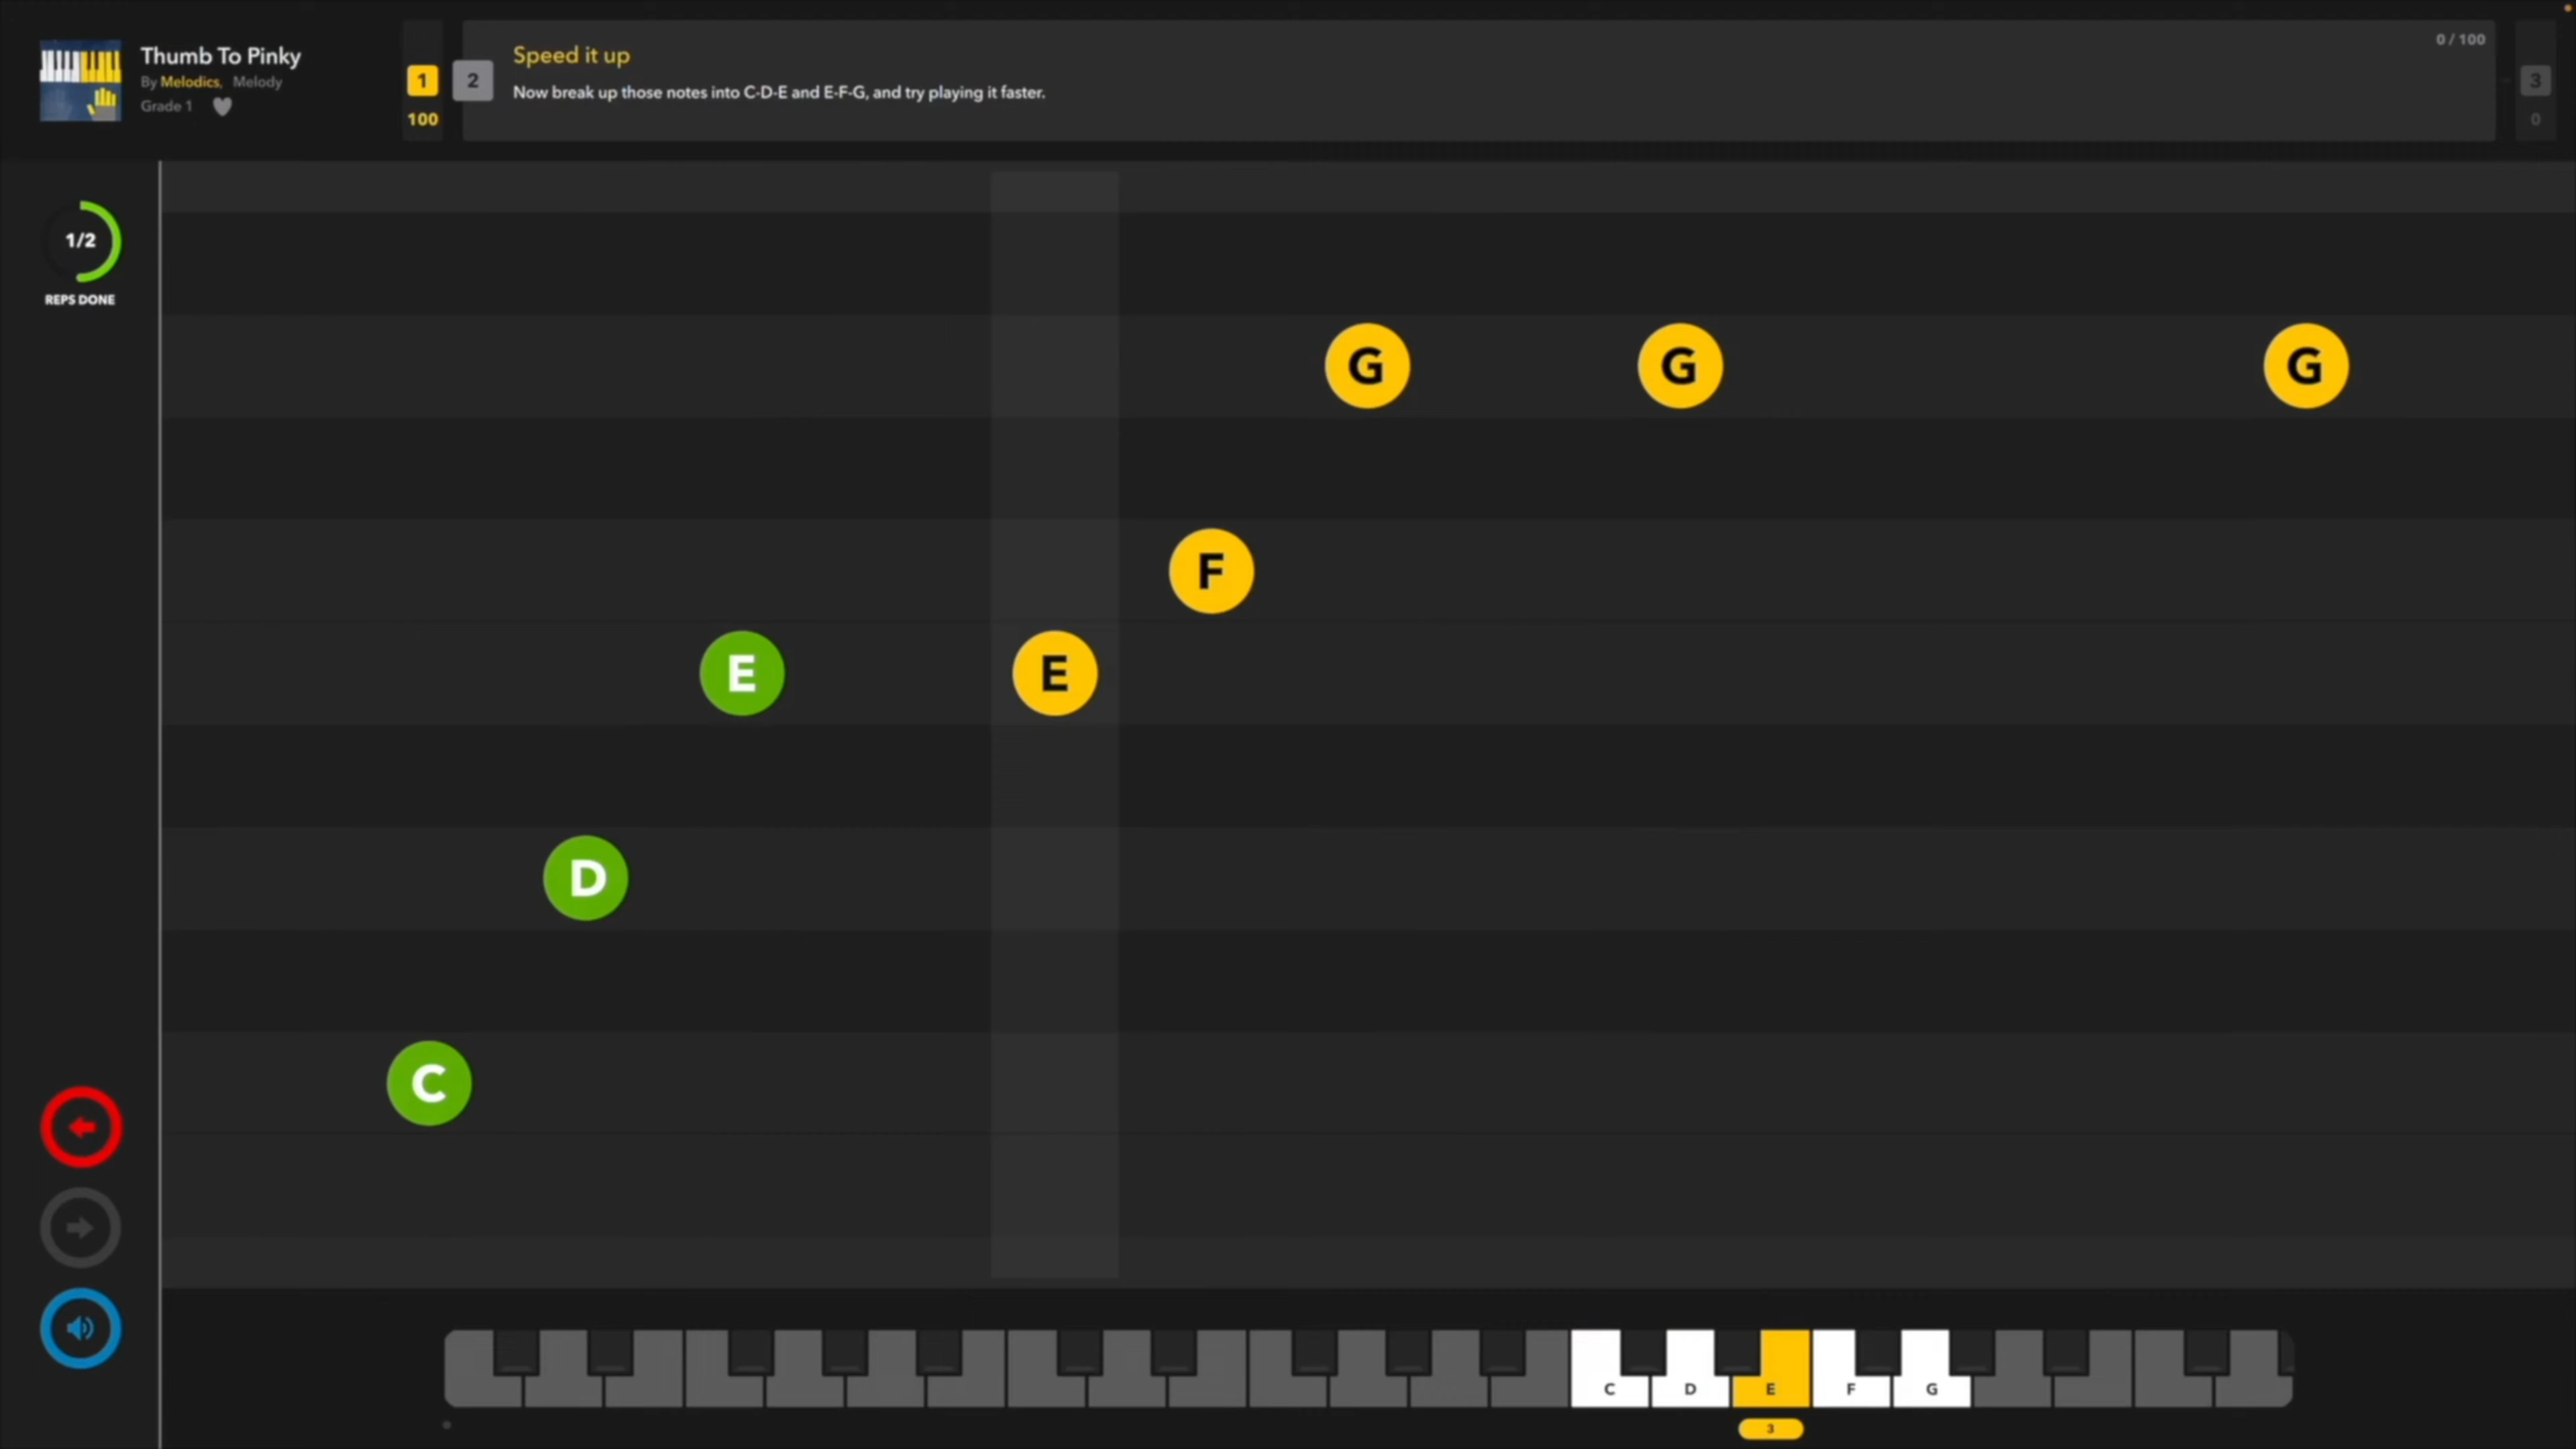 Thumb To Pinky
By Melodics, Melody
Grade 1
1
100
2
Speed it up
Now break up those notes into C-D-E and E-F-G, and try playing it faster.
0 / 100
3
0
1/2
REPS DONE
G
G
G
F
E
E
D
C
C
D
E
F
G
3